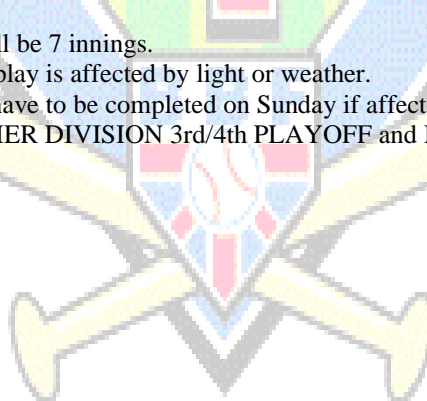 ll be 7 innings.
play is affected by light or weather.
have to be completed on Sunday if affect
IER DIVISION 3rd/4th PLAYOFF and